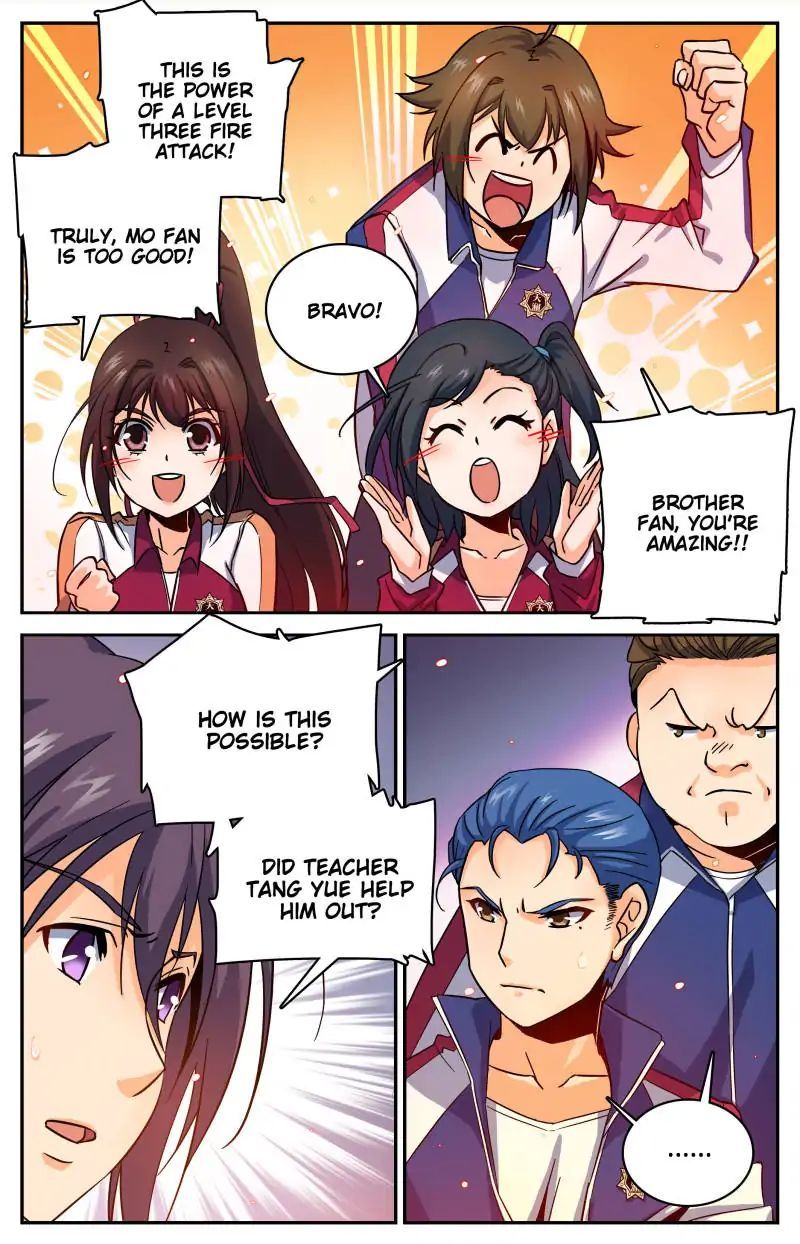 THIS IS
THE POWER
OF A LEVEL
THREE FIRE
ATTACK!
TRULY, MO FAN
IS TOO GOOD!
BRAVO!
BROTHER
FAN, YOU'RE
AMAZING!!
HOW IS THIS
POSSIBLE?
DID TEACHER
TANG YUE HELP
HIM OUT?
......